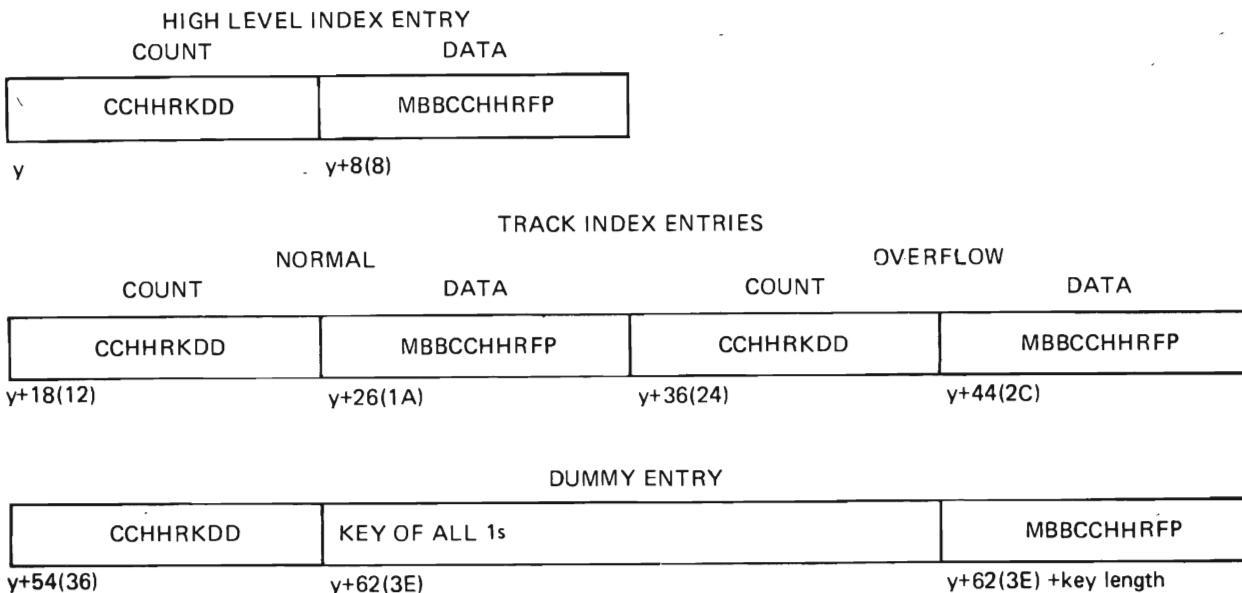 HIGH LEVEL INDEX ENTRY
COUNT DATA
CCHHRKDD MBBCCHHRFP
y y+8(8)
TRACK INDEX ENTRIES
NORMAL OVERFLOW
COUNT DATA COUNT DATA
CCHHRKDD MBBCCHHRFP CCHHRKDD MBBCCHHRFP
y+18(12) y+26(1A) y+36(24) y+44(2C)
DUMMY ENTRY
CCHHRKDD KEY OF ALL 1s MBBCCHHRFP
y+54(36) y+62(3E) y+62(3E) +key length